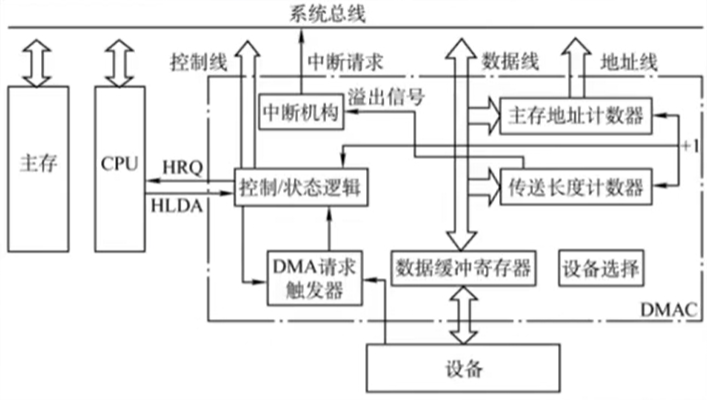 系统总线
控制线
中断请求
数据线
地址线
溢出信号
中断机构
主存地址计数器
+1
主存
CPU
HRQ
HLDA
控制/状态逻辑
传送长度计数器
DMA请求
触发器
数据缓冲寄存器
设备选择
DMAC
设备